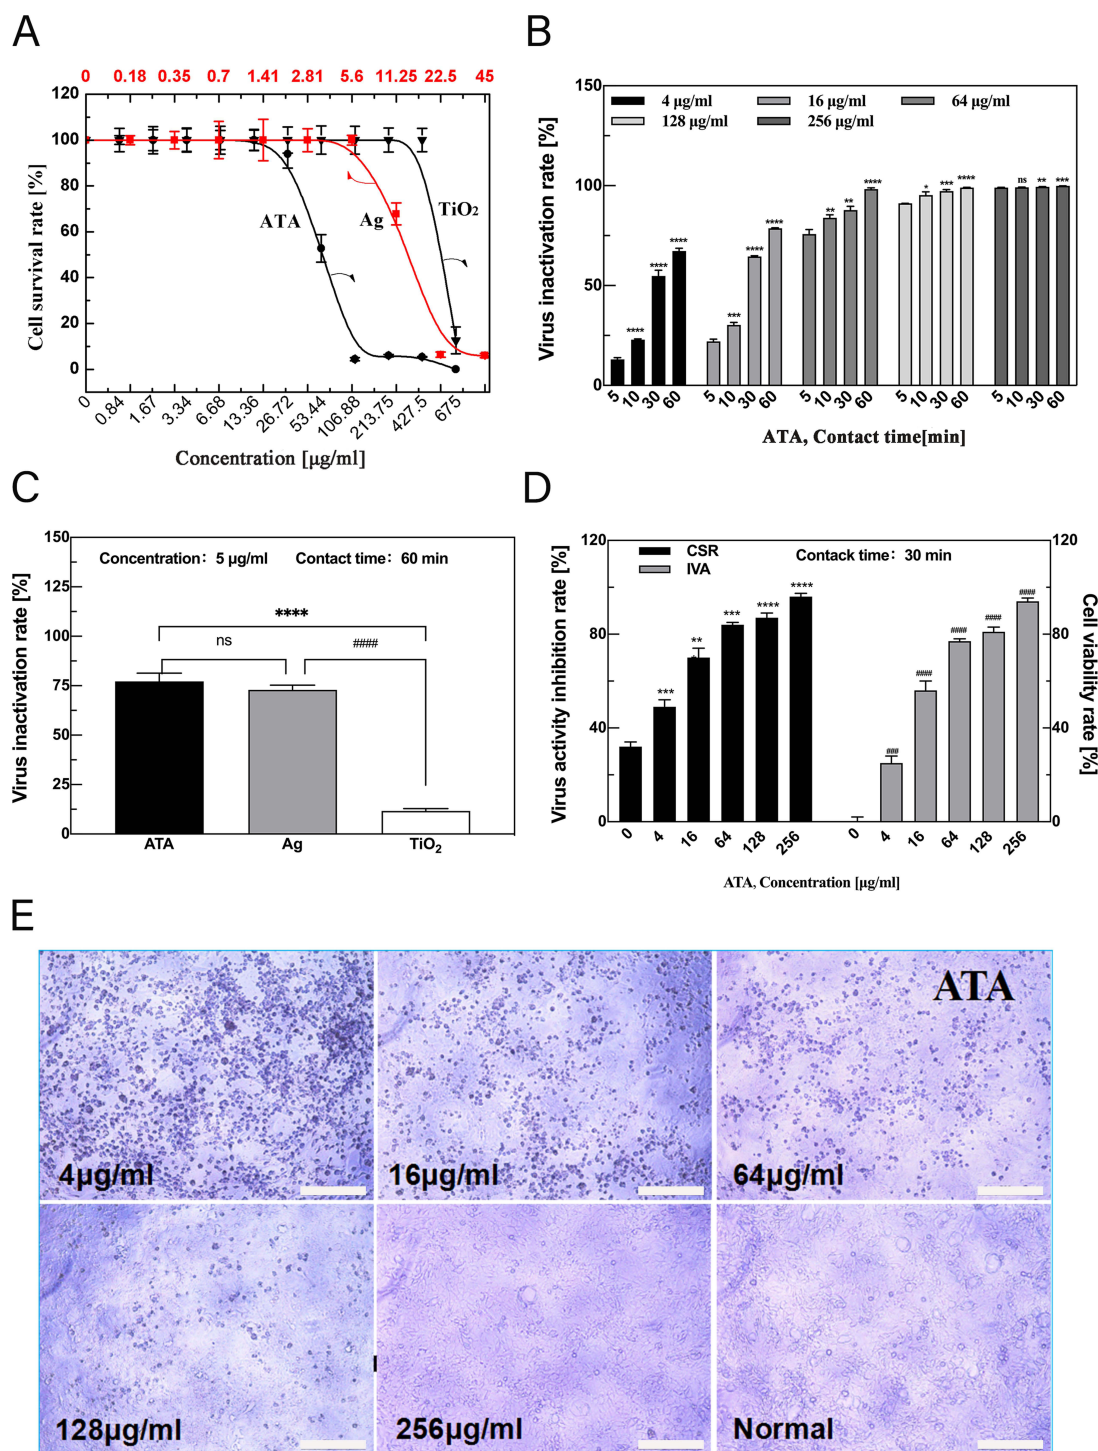 A
0 0.18 0.35 0.7 1.41 2.81 5.6 11.25 22.5 45
120
100
80
60
40
20
0
Cell survival rate [%]
ATA
Ag
TiO2
0 0.84 1.67 3.34 6.68 13.36 26.72 53.44 106.88 213.75 427.5 675
Concentration [μg/ml]
B
150
100
50
0
Virus inactivation rate [%]
4 μg/ml 16 μg/ml 64 μg/ml
128 μg/ml 256 μg/ml
**** **** ****
*** **** ****
** ** ****
* *** ****
ns ** ***
5 10 30 60 5 10 30 60 5 10 30 60 5 10 30 60 5 10 30 60
ATA, Contact time[min]
C
150
125
100
75
50
25
0
Virus inactivation rate [%]
Concentration: 5 μg/ml Contact time: 60 min
****
ns ####
ATA Ag TiO2
D
120
80
40
0
Virus activity inhibition rate [%]
CSR
IVA
Contack time: 30 min
*** ** *** **** ****
### #### #### #### ####
120
80
40
0
Cell viability rate [%]
0 4 16 64 128 256 0 4 16 64 128 256
ATA, Concentration [μg/ml]
E
ATA
4μg/ml
16μg/ml
64μg/ml
128μg/ml
256μg/ml
Normal